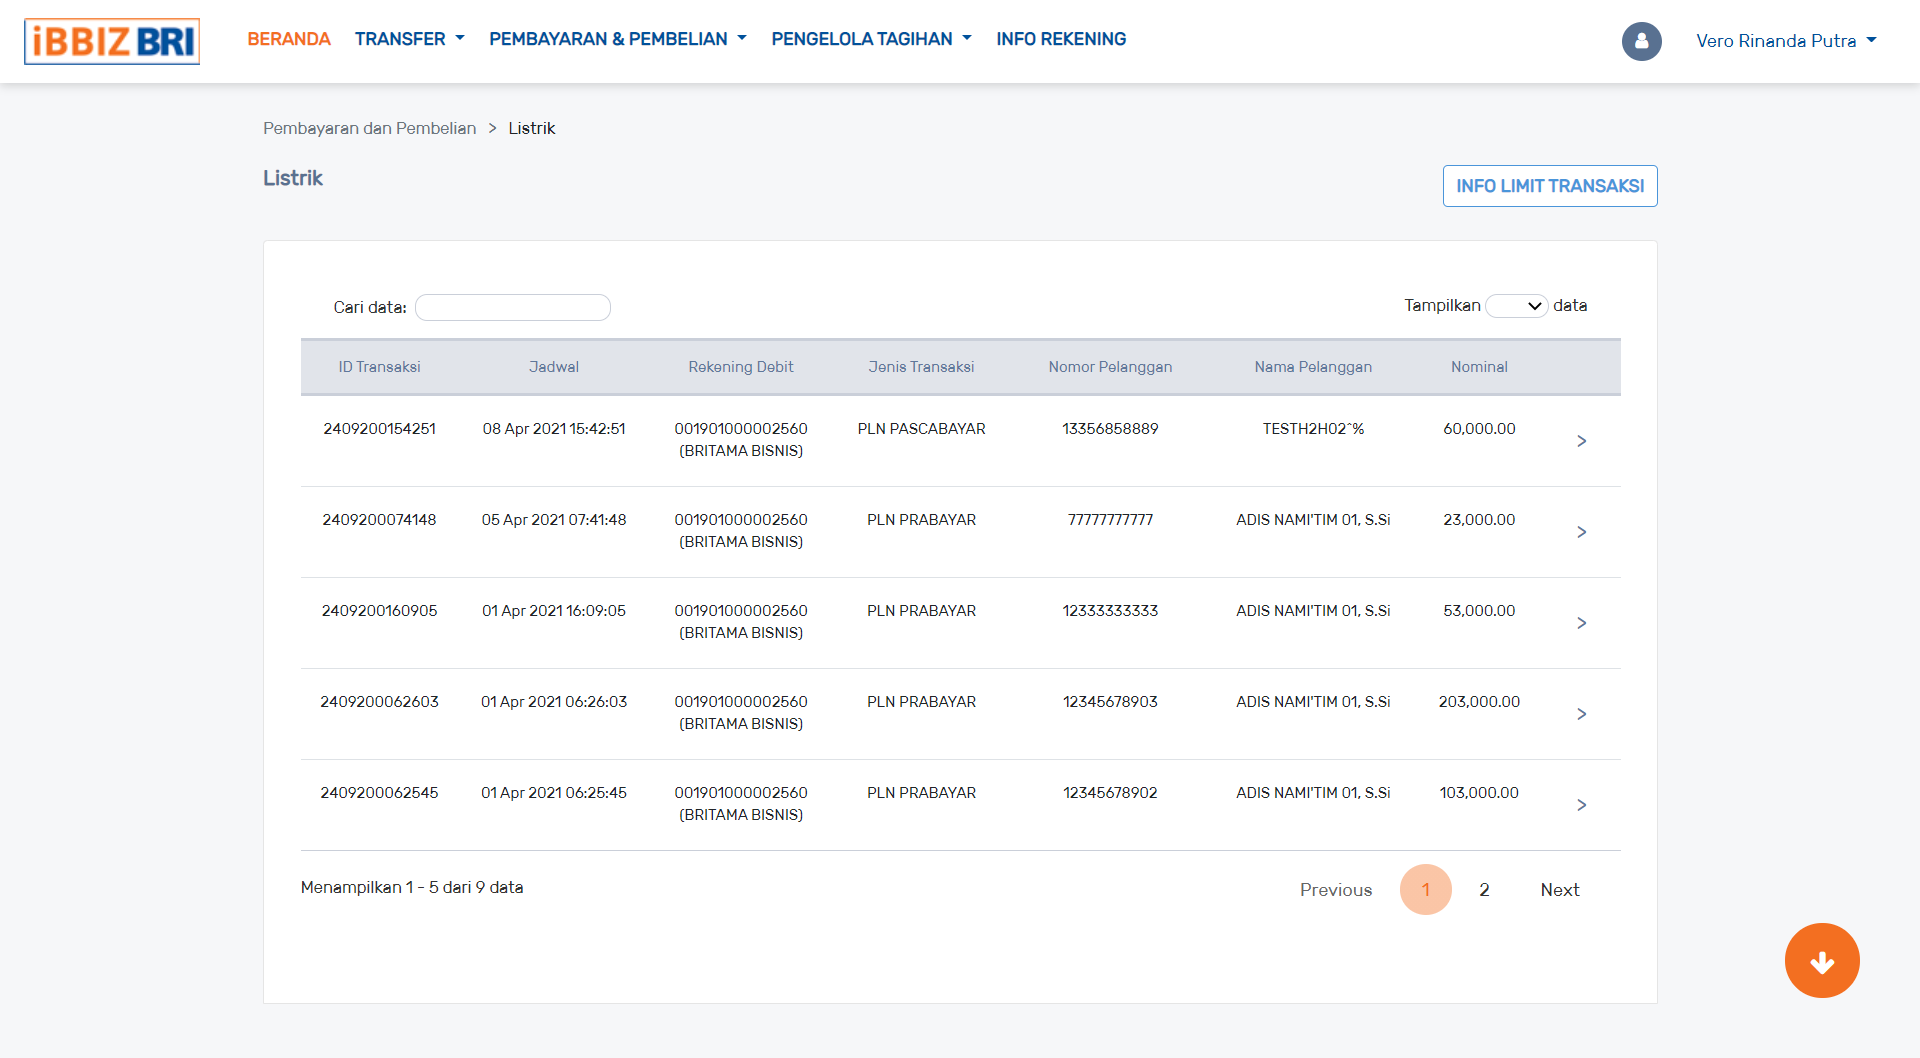 iBBIZ BRI BERANDA TRANSFER PEMBAYARAN & PEMBELIAN PENGELOLA TAGIHAN INFO REKENING Vero Rinanda Putra
Pembayaran dan Pembelian > Listrik
Listrik
INFO LIMIT TRANSAKSI
Cari data: Tampilkan data
ID Transaksi Jadwal Rekening Debit Jenis Transaksi Nomor Pelanggan Nama Pelanggan Nominal
2409200154251 08 Apr 2021 15:42:51 001901000002560 PLN PASCABAYAR 13356858889 TESTH2H02^% 60,000.00
(BRITAMA BISNIS) >
2409200074148 05 Apr 2021 07:41:48 001901000002560 PLN PRABAYAR 77777777777 ADIS NAMI'TIM 01, S.Si 23,000.00
(BRITAMA BISNIS) >
2409200160905 01 Apr 2021 16:09:05 001901000002560 PLN PRABAYAR 12333333333 ADIS NAMI'TIM 01, S.Si 53,000.00
(BRITAMA BISNIS) >
2409200062603 01 Apr 2021 06:26:03 001901000002560 PLN PRABAYAR 12345678903 ADIS NAMI'TIM 01, S.Si 203,000.00
(BRITAMA BISNIS) >
2409200062545 01 Apr 2021 06:25:45 001901000002560 PLN PRABAYAR 12345678902 ADIS NAMI'TIM 01, S.Si 103,000.00
(BRITAMA BISNIS) >
Menampilkan 1 - 5 dari 9 data Previous 1 2 Next